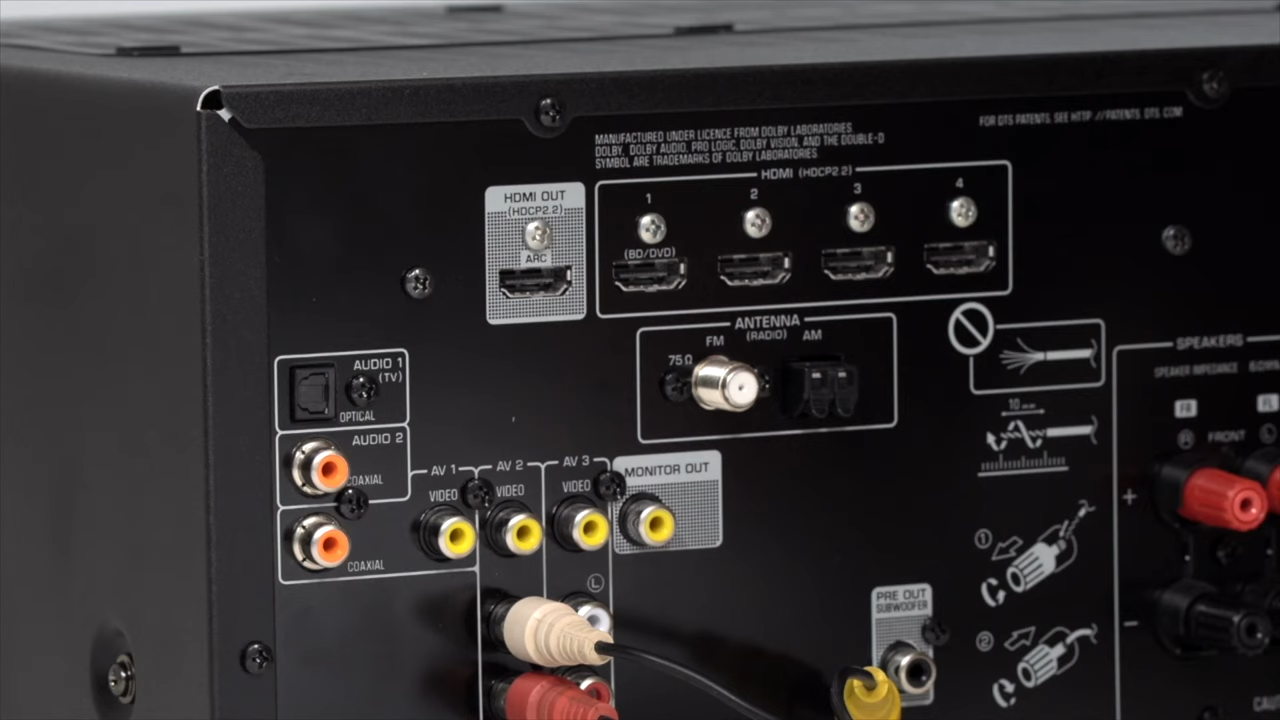 MANUFACTURED UNDER LICENCE FROM DOLBY LABORATORIES.
DOLBY, DOLBY AUDIO, PRO LOGIC, DOLBY VISION, AND THE DOUBLE-D
SYMBOL ARE TRADEMARKS OF DOLBY LABORATORIES.
FOR DTS PATENTS, SEE HTTP://PATENTS.DTS.COM
HDMI OUT
(HDCP2.2)
ARC
HDMI (HDCP2.2)
1 2 3 4
(BD/DVD)
ANTENNA
(RADIO)
FM AM
75Ω
SPEAKERS
SPEAKER IMPEDANCE
FR FL
R FRONT L
+
−
10
1
2
AUDIO 1
(TV)
OPTICAL
AUDIO 2
COAXIAL
COAXIAL
AV 1 AV 2 AV 3
VIDEO VIDEO VIDEO
MONITOR OUT
L
PRE OUT
SUBWOOFER